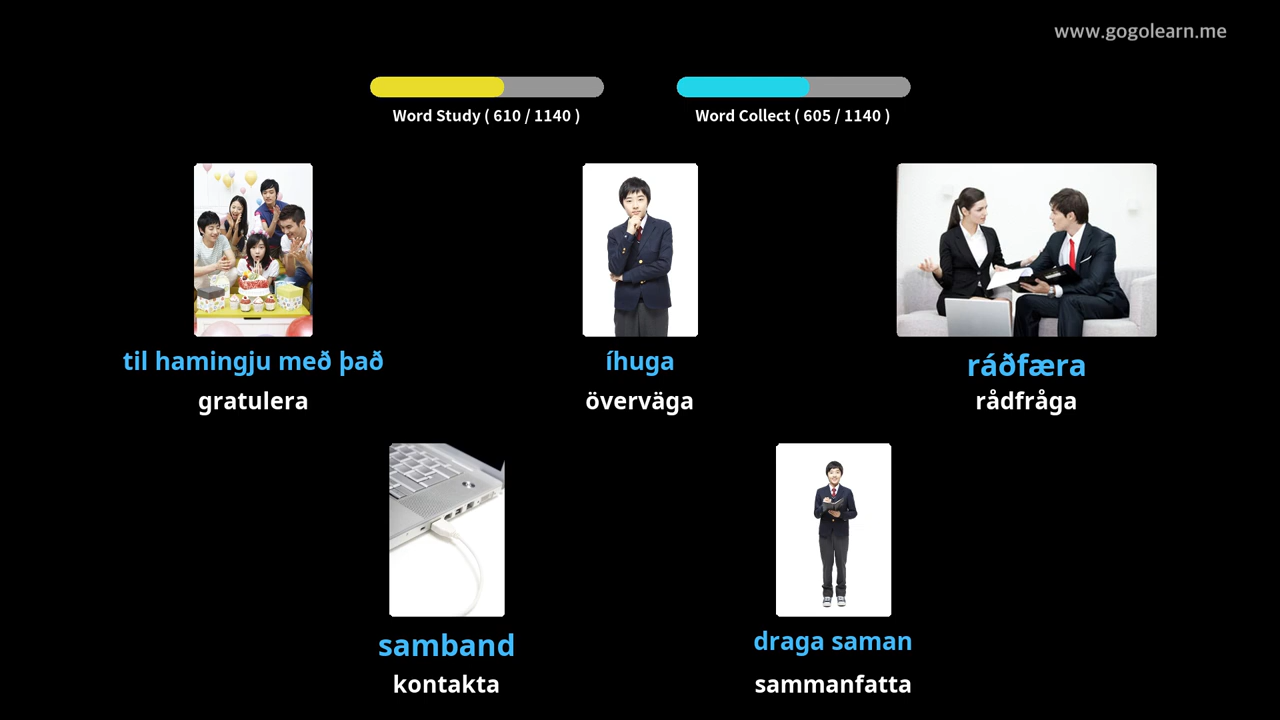 www.gogolearn.me
Word Study ( 610 / 1140 )
Word Collect ( 605 / 1140 )
til hamingju með það
gratulera
íhuga
överväga
ráðfæra
rådfråga
samband
kontakta
draga saman
sammanfatta